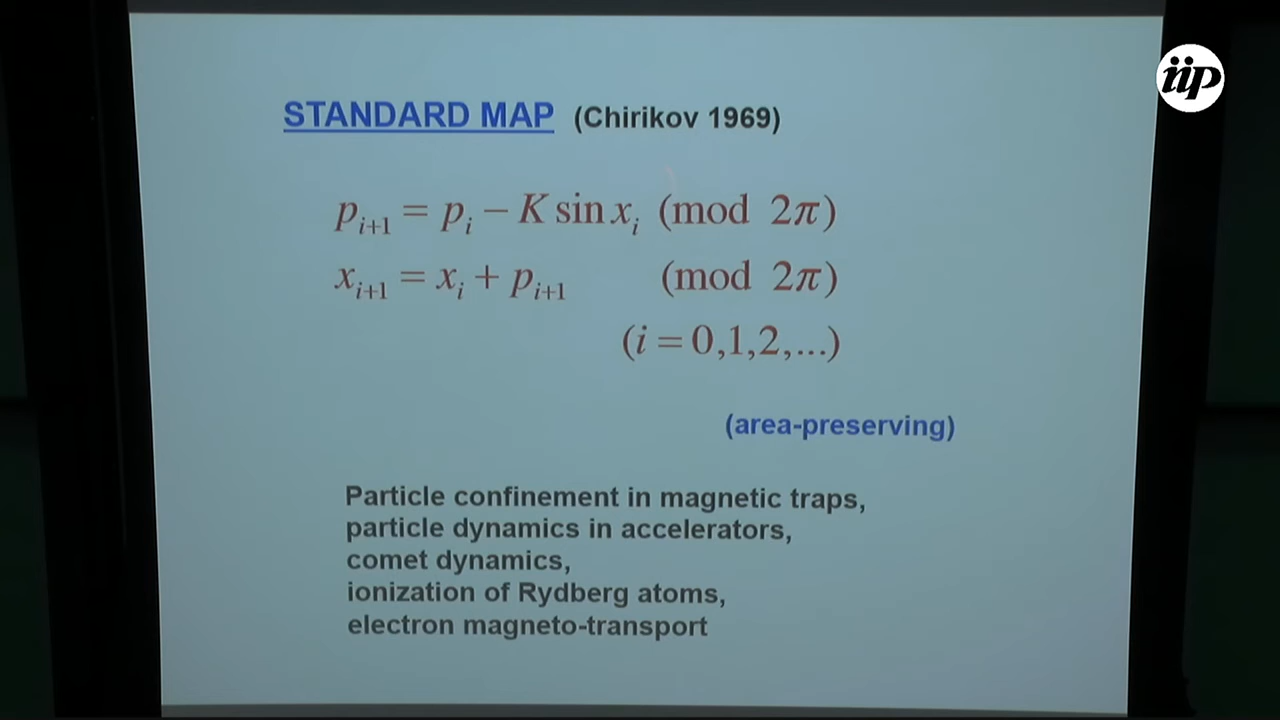 iip
STANDARD MAP (Chirikov 1969)
p_{i+1} = p_i − K sin x_i (mod 2π)
x_{i+1} = x_i + p_{i+1} (mod 2π)
(i = 0,1,2,...)
(area-preserving)
Particle confinement in magnetic traps,
particle dynamics in accelerators,
comet dynamics,
ionization of Rydberg atoms,
electron magneto-transport